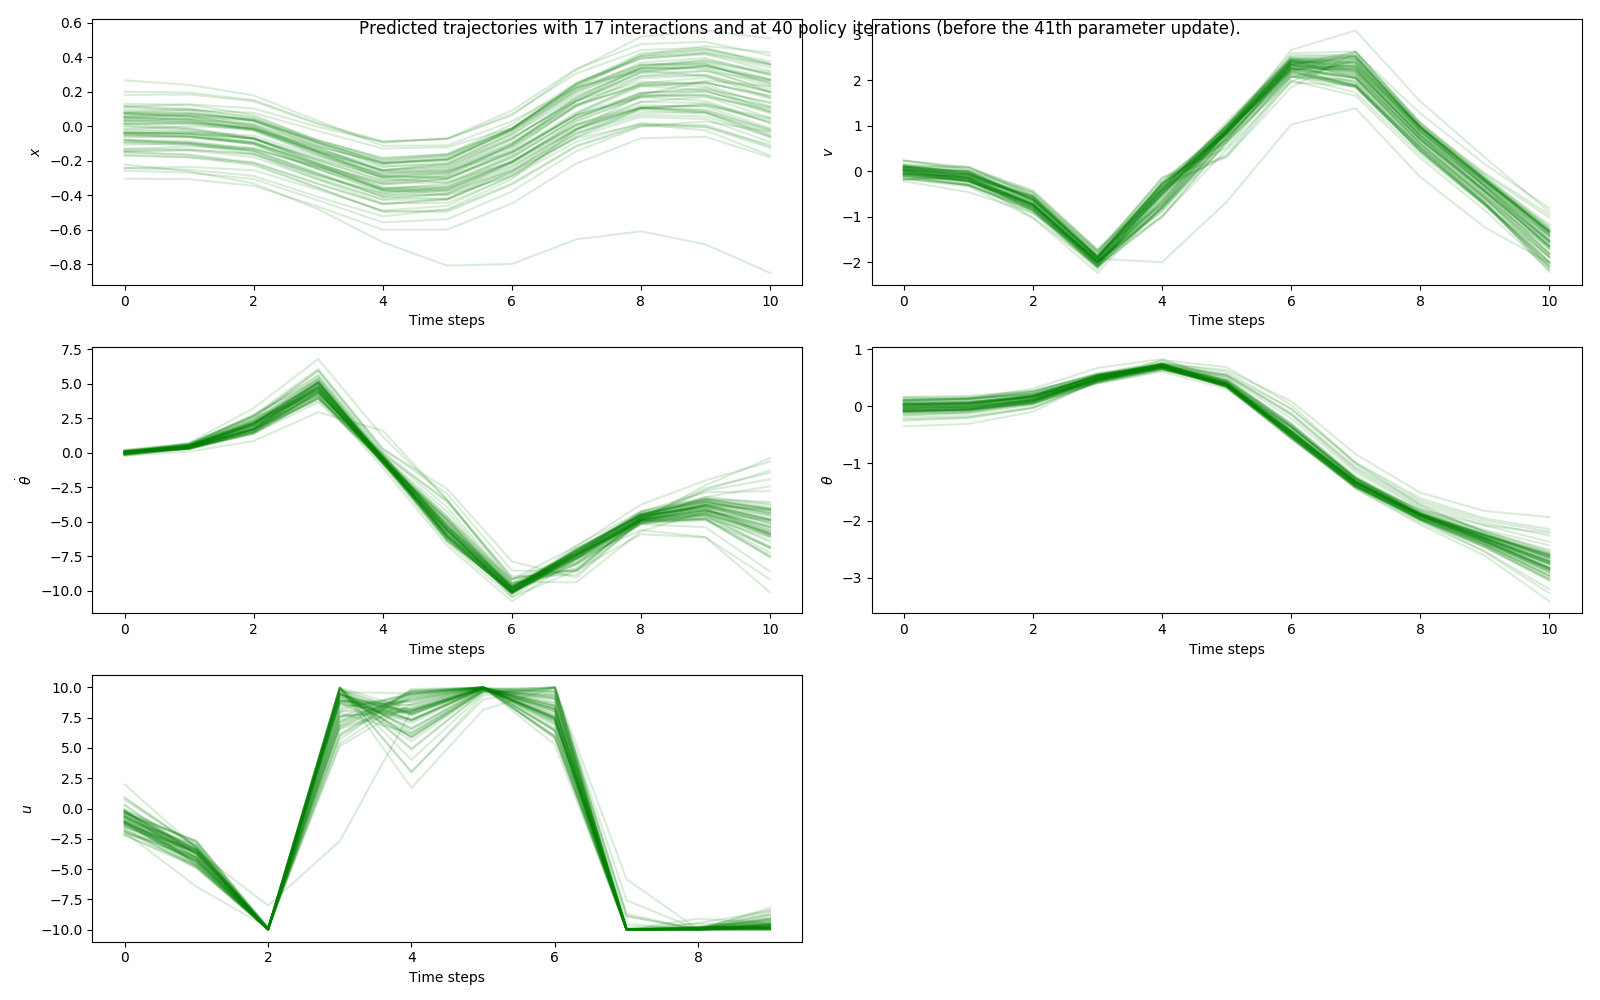 Predicted trajectories with 17 interactions and at 40 policy iterations (before the 41th parameter update).
0.6
0.4
0.2
0.0
−0.2
−0.4
−0.6
−0.8
x
0 2 4 6 8 10
Time steps
3
2
1
0
−1
−2
v
0 2 4 6 8 10
Time steps
7.5
5.0
2.5
0.0
−2.5
−5.0
−7.5
−10.0
θ̇
0 2 4 6 8 10
Time steps
1
0
−1
−2
−3
θ
0 2 4 6 8 10
Time steps
10.0
7.5
5.0
2.5
0.0
−2.5
−5.0
−7.5
−10.0
u
0 2 4 6 8
Time steps